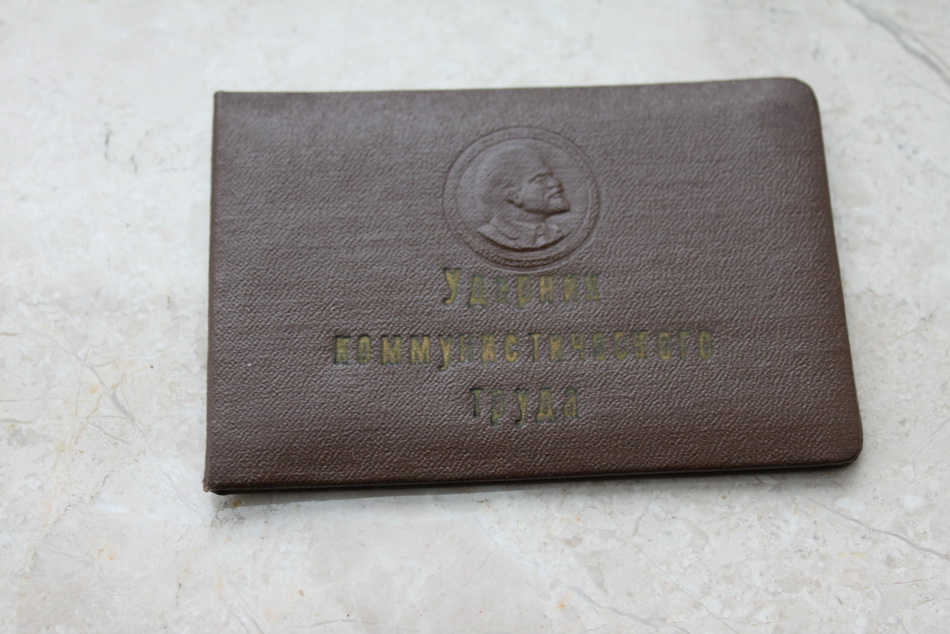 Ударник
коммунистического
труда